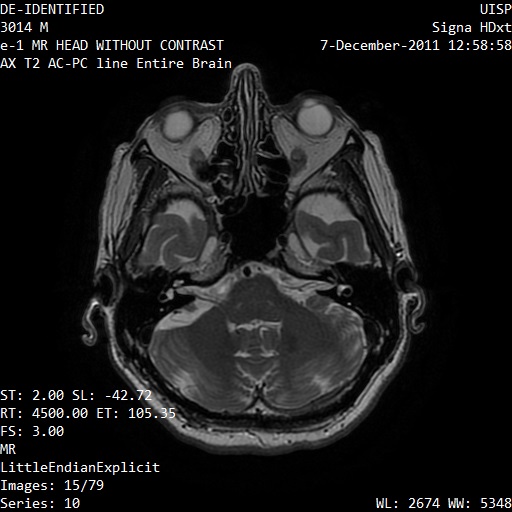 DE-IDENTIFIED
3014 M
e-1 MR HEAD WITHOUT CONTRAST
AX T2 AC-PC line Entire Brain
UISP
Signa HDxt
7-December-2011 12:58:58
ST: 2.00 SL: -42.72
RT: 4500.00 ET: 105.35
FS: 3.00
MR
LittleEndianExplicit
Images: 15/79
Series: 10
WL: 2674 WW: 5348